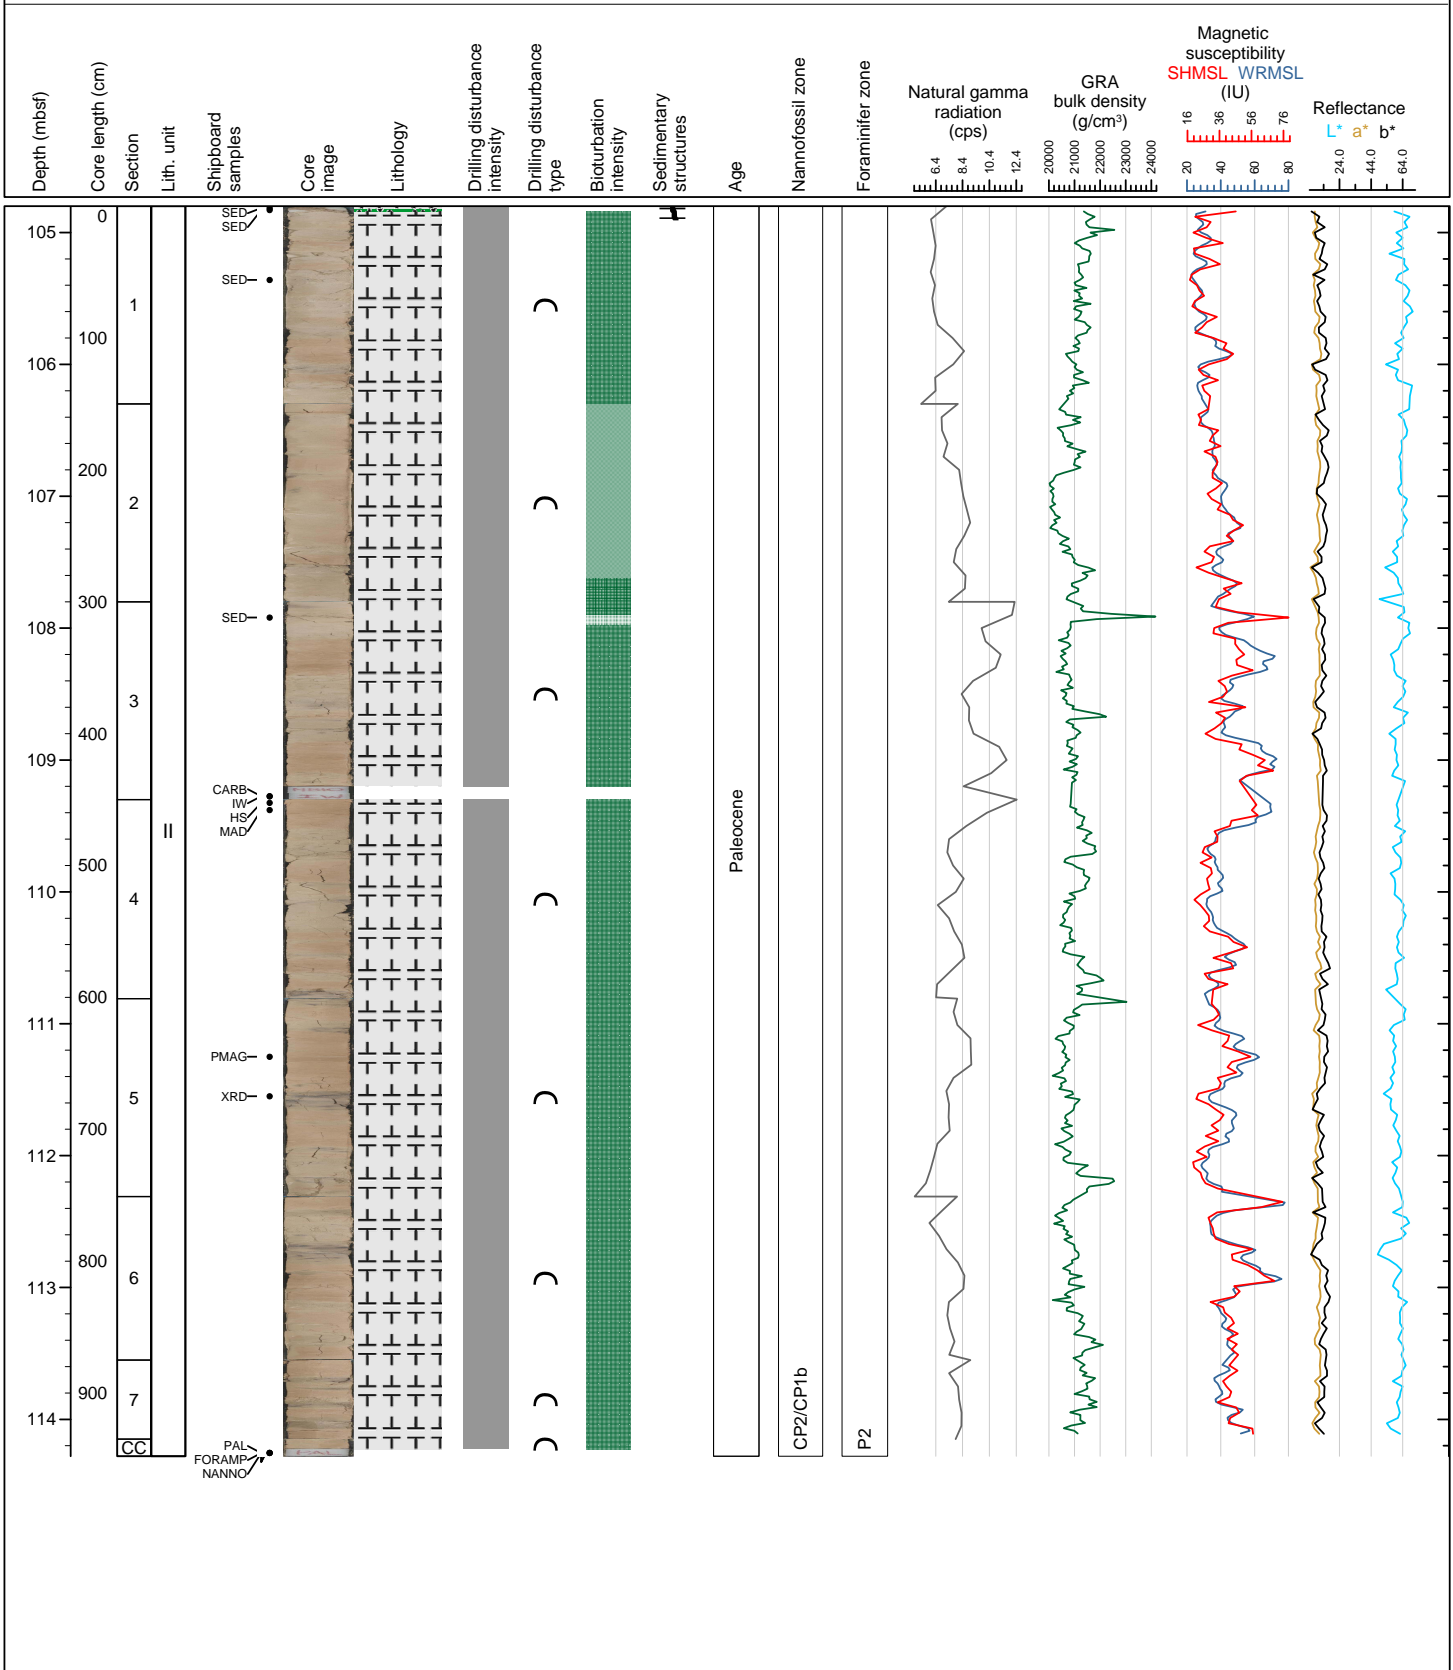 Depth (mbsf)
Core length (cm)
Section
Lith. unit
Shipboard
samples
Core
image
Lithology
Drilling disturbance
intensity
Drilling disturbance
type
Bioturbation
intensity
Sedimentary
structures
Age
Nannofossil zone
Foraminifer zone
Natural gamma
radiation
(cps)
6.4 8.4 10.4 12.4
GRA
bulk density
(g/cm³)
20000 21000 22000 23000 24000
Magnetic
susceptibility
SHMSL WRMSL
(IU)
16 36 56 76
20 40 60 80
Reflectance
L* a* b*
24.0 44.0 64.0
0
SED
SED
105
SED
1
100
106
200
107
2
300
SED
108
3
400
109
CARB
IW
HS
MAD
II
Paleocene
500
110
4
600
111
PMAG
XRD
5
700
112
800
6
113
900
7
114
CP2/CP1b
P2
CC
PAL
PAL
FORAMP
NANNO